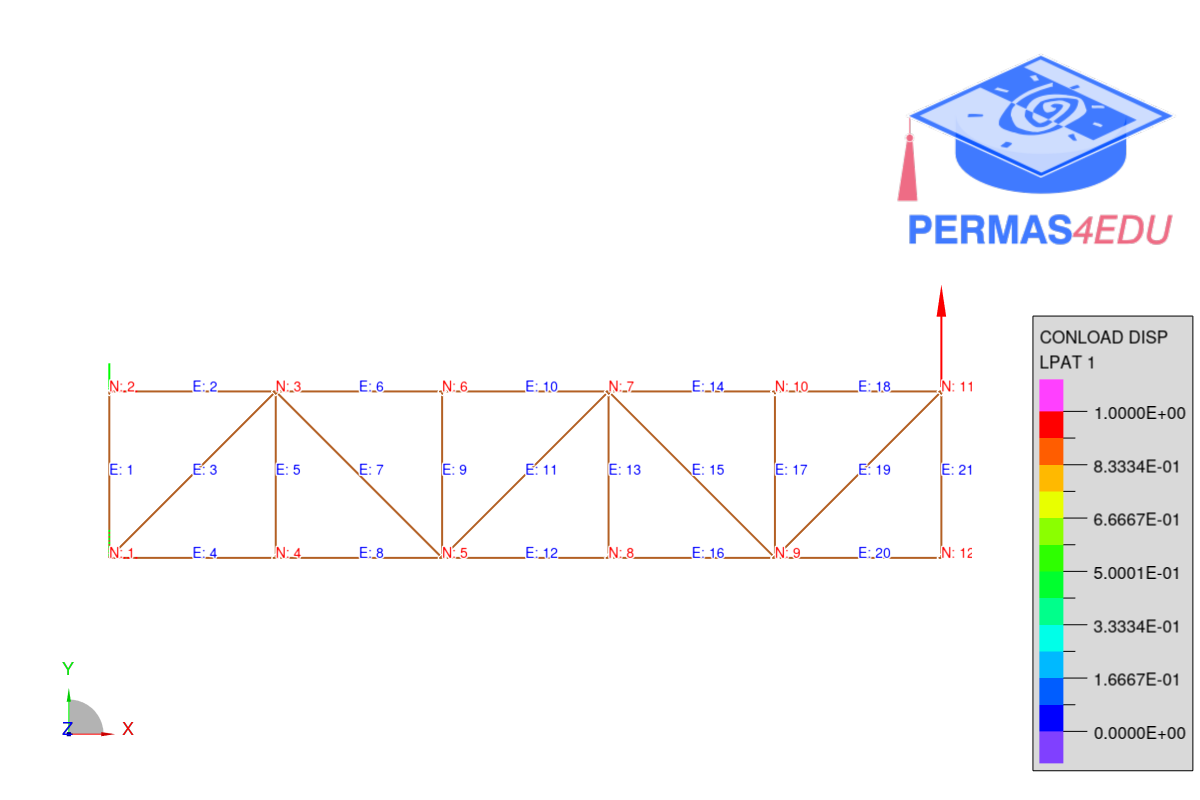 PERMAS4EDU
CONLOAD DISP
LPAT 1
1.0000E+00
8.3334E-01
6.6667E-01
5.0001E-01
3.3334E-01
1.6667E-01
0.0000E+00
N: 2 E: 2 N: 3 E: 6 N: 6 E: 10 N: 7 E: 14 N: 10 E: 18 N: 11
E: 1 E: 3 E: 5 E: 7 E: 9 E: 11 E: 13 E: 15 E: 17 E: 19 E: 21
N: 1 E: 4 N: 4 E: 8 N: 5 E: 12 N: 8 E: 16 N: 9 E: 20 N: 12
Y
Z X